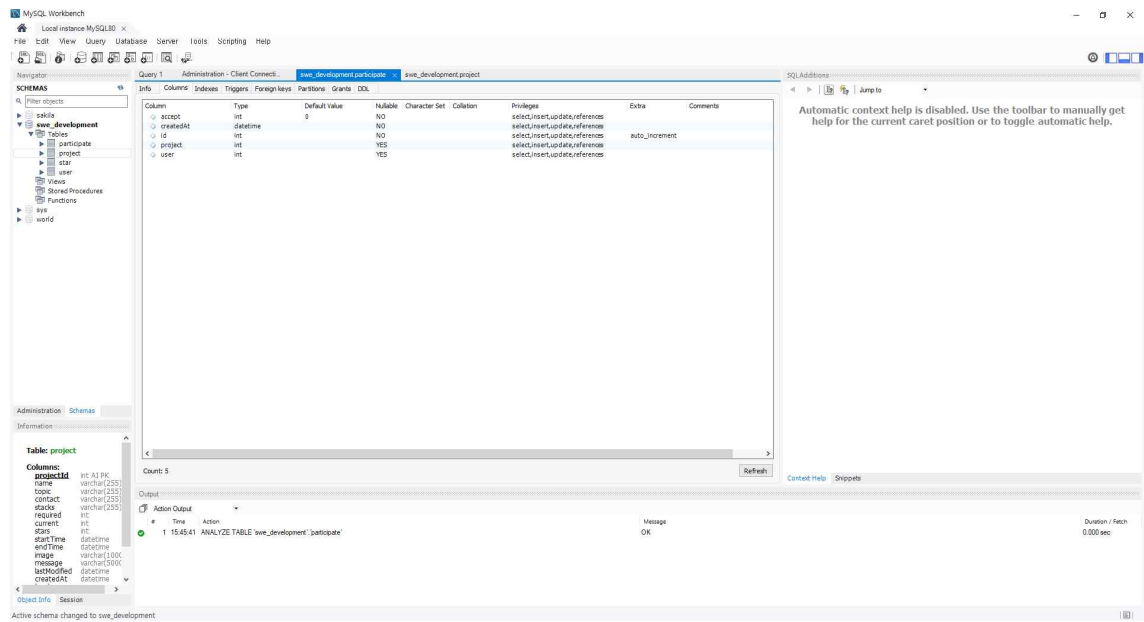 MySQL Workbench
Local instance MySQL80 ×
File Edit View Query Database Server Tools Scripting Help
Navigator
SCHEMAS
Filter objects
sakila
swe_development
Tables
participate
project
star
user
Views
Stored Procedures
Functions
sys
world
Administration Schemas
Information
Table: project
Columns:
projectId int AI PK
name varchar(255)
topic varchar(255)
contact varchar(255)
stacks varchar(255)
required int
current int
stars int
startTime datetime
endTime datetime
image varchar(1000
message varchar(5000
lastModified datetime
createdAt datetime
Object Info Session
Query 1 Administration - Client Connecti... swe_development.participate × swe_development.project
Info Columns Indexes Triggers Foreign keys Partitions Grants DDL
Column Type Default Value Nullable Character Set Collation Privileges Extra Comments
accept int 0 NO select,insert,update,references
createdAt datetime NO select,insert,update,references
id int NO select,insert,update,references auto_increment
project int YES select,insert,update,references
user int YES select,insert,update,references
Count: 5 Refresh
Output
Action Output
# Time Action Message Duration / Fetch
1 15:45:41 ANALYZE TABLE `swe_development`.`participate` OK 0.000 sec
SQLAdditions
Jump to
Automatic context help is disabled. Use the toolbar to manually get
help for the current caret position or to toggle automatic help.
Context Help Snippets
Active schema changed to swe_development